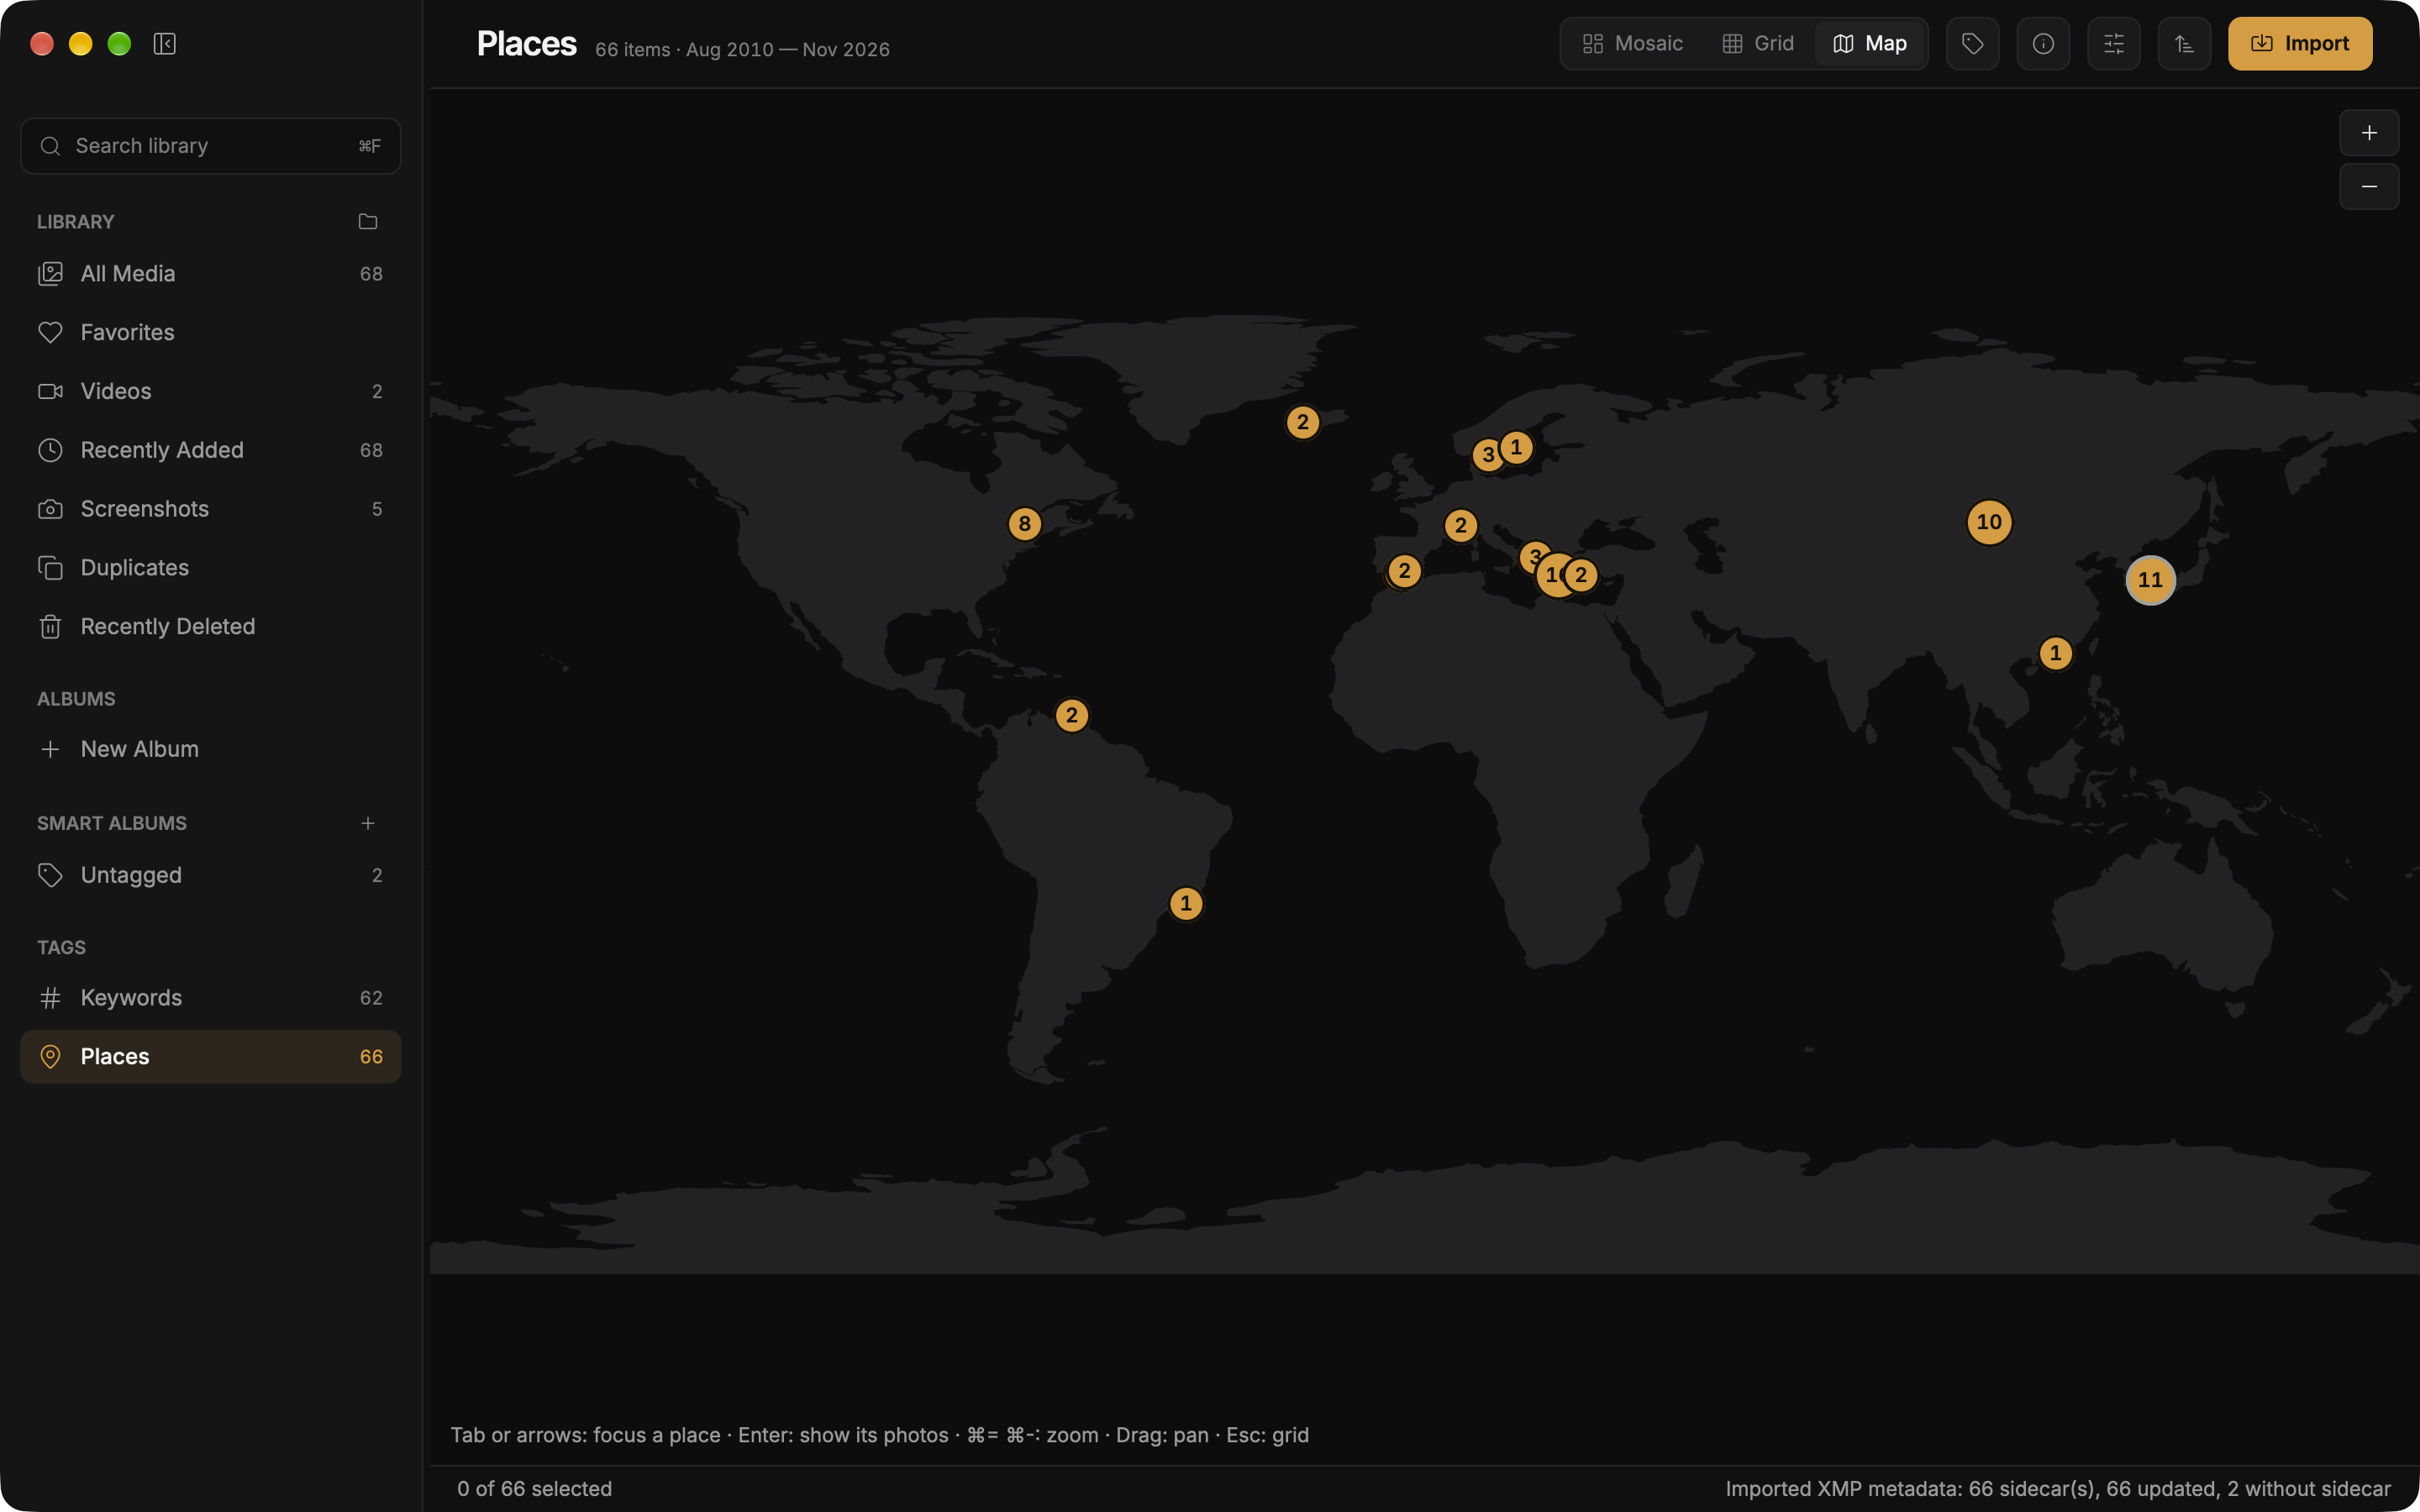 Places 66 items · Aug 2010 — Nov 2026
Mosaic Grid Map Import
Search library ⌘F
LIBRARY
All Media 68
Favorites
Videos 2
Recently Added 68
Screenshots 5
Duplicates
Recently Deleted
ALBUMS
New Album
SMART ALBUMS
Untagged 2
TAGS
Keywords 62
Places 66
2
3 1
8
2
10
3
2
2
11
1
2
1
Tab or arrows: focus a place · Enter: show its photos · ⌘= ⌘-: zoom · Drag: pan · Esc: grid
0 of 66 selected
Imported XMP metadata: 66 sidecar(s), 66 updated, 2 without sidecar